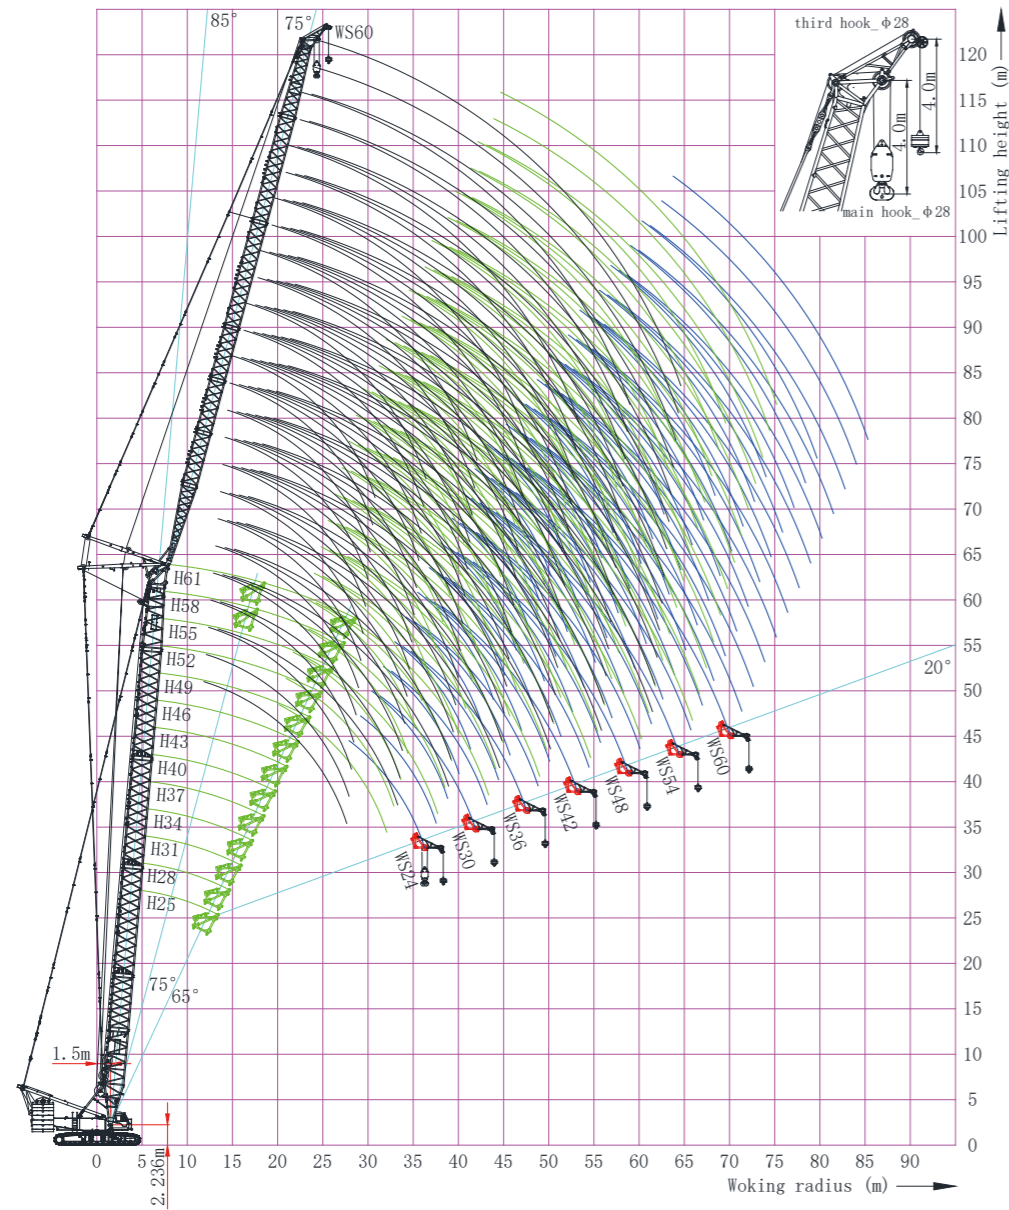 85°
75°
WS60
third hook_φ28
4.0m
4.0m
main hook_φ28
Lifting height (m)
120
115
110
105
100
95
90
85
80
75
70
65
60
55
50
45
40
35
30
25
20
15
10
5
0
H61
H58
H55
H52
H49
H46
H43
H40
H37
H34
H31
H28
H25
20°
WS60
WS54
WS48
WS42
WS36
WS30
WS24
75°
65°
1.5m
2.236m
0 5 10 15 20 25 30 35 40 45 50 55 60 65 70 75 80 85 90
Woking radius (m)